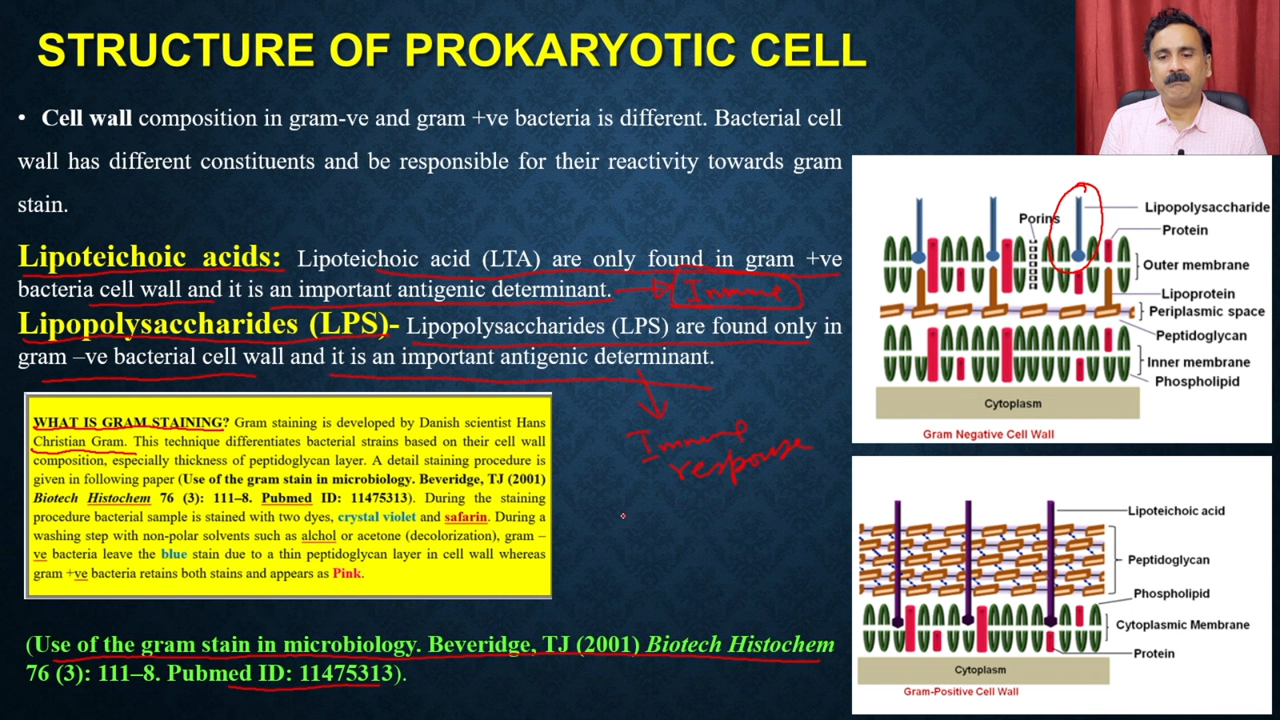 STRUCTURE OF PROKARYOTIC CELL
• Cell wall composition in gram-ve and gram +ve bacteria is different. Bacterial cell
wall has different constituents and be responsible for their reactivity towards gram
stain.
Lipoteichoic acids: Lipoteichoic acid (LTA) are only found in gram +ve
bacteria cell wall and it is an important antigenic determinant.
Immune
Lipopolysaccharides (LPS)- Lipopolysaccharides (LPS) are found only in
gram –ve bacterial cell wall and it is an important antigenic determinant.
Immune
response
WHAT IS GRAM STAINING? Gram staining is developed by Danish scientist Hans
Christian Gram. This technique differentiates bacterial strains based on their cell wall
composition, especially thickness of peptidoglycan layer. A detail staining procedure is
given in following paper (Use of the gram stain in microbiology. Beveridge, TJ (2001)
Biotech Histochem 76 (3): 111–8. Pubmed ID: 11475313). During the staining
procedure bacterial sample is stained with two dyes, crystal violet and safarin. During a
washing step with non-polar solvents such as alchol or acetone (decolorization), gram –
ve bacteria leave the blue stain due to a thin peptidoglycan layer in cell wall whereas
gram +ve bacteria retains both stains and appears as Pink.
(Use of the gram stain in microbiology. Beveridge, TJ (2001) Biotech Histochem
76 (3): 111–8. Pubmed ID: 11475313).
Porins
Lipopolysaccharide
Protein
Outer membrane
Lipoprotein
Periplasmic space
Peptidoglycan
Inner membrane
Phospholipid
Cytoplasm
Gram Negative Cell Wall
Lipoteichoic acid
Peptidoglycan
Phospholipid
Cytoplasmic Membrane
Protein
Cytoplasm
Gram-Positive Cell Wall